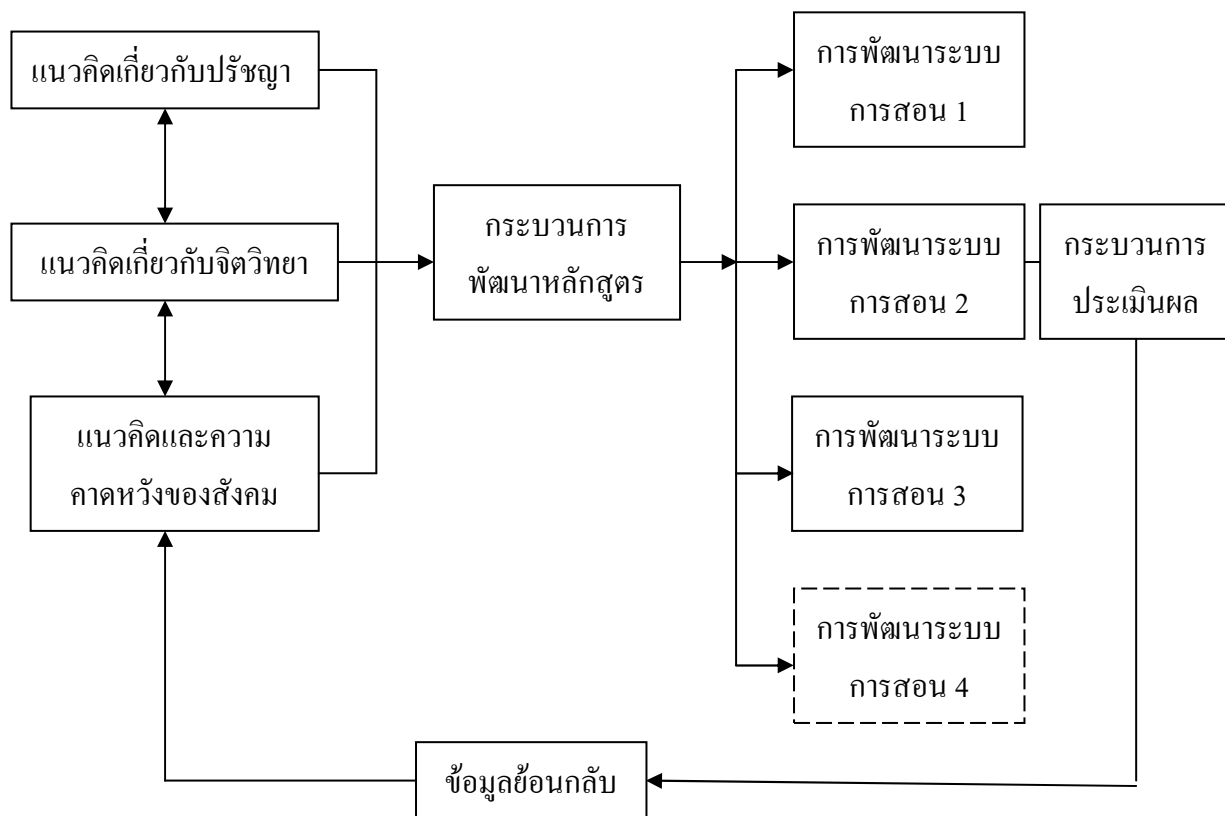 แนวคิดเกี่ยวกับปรัชญา
แนวคิดเกี่ยวกับจิตวิทยา
แนวคิดและความ
คาดหวังของสังคม
กระบวนการ
พัฒนาหลักสูตร
การพัฒนาระบบ
การสอน 1
การพัฒนาระบบ
การสอน 2
กระบวนการ
ประเมินผล
การพัฒนาระบบ
การสอน 3
การพัฒนาระบบ
การสอน 4
ข้อมูลย้อนกลับ